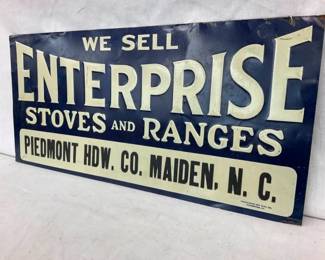 WE SELL
ENTERPRISE
STOVES AND RANGES
PIEDMONT HDW. CO. MAIDEN, N. C.